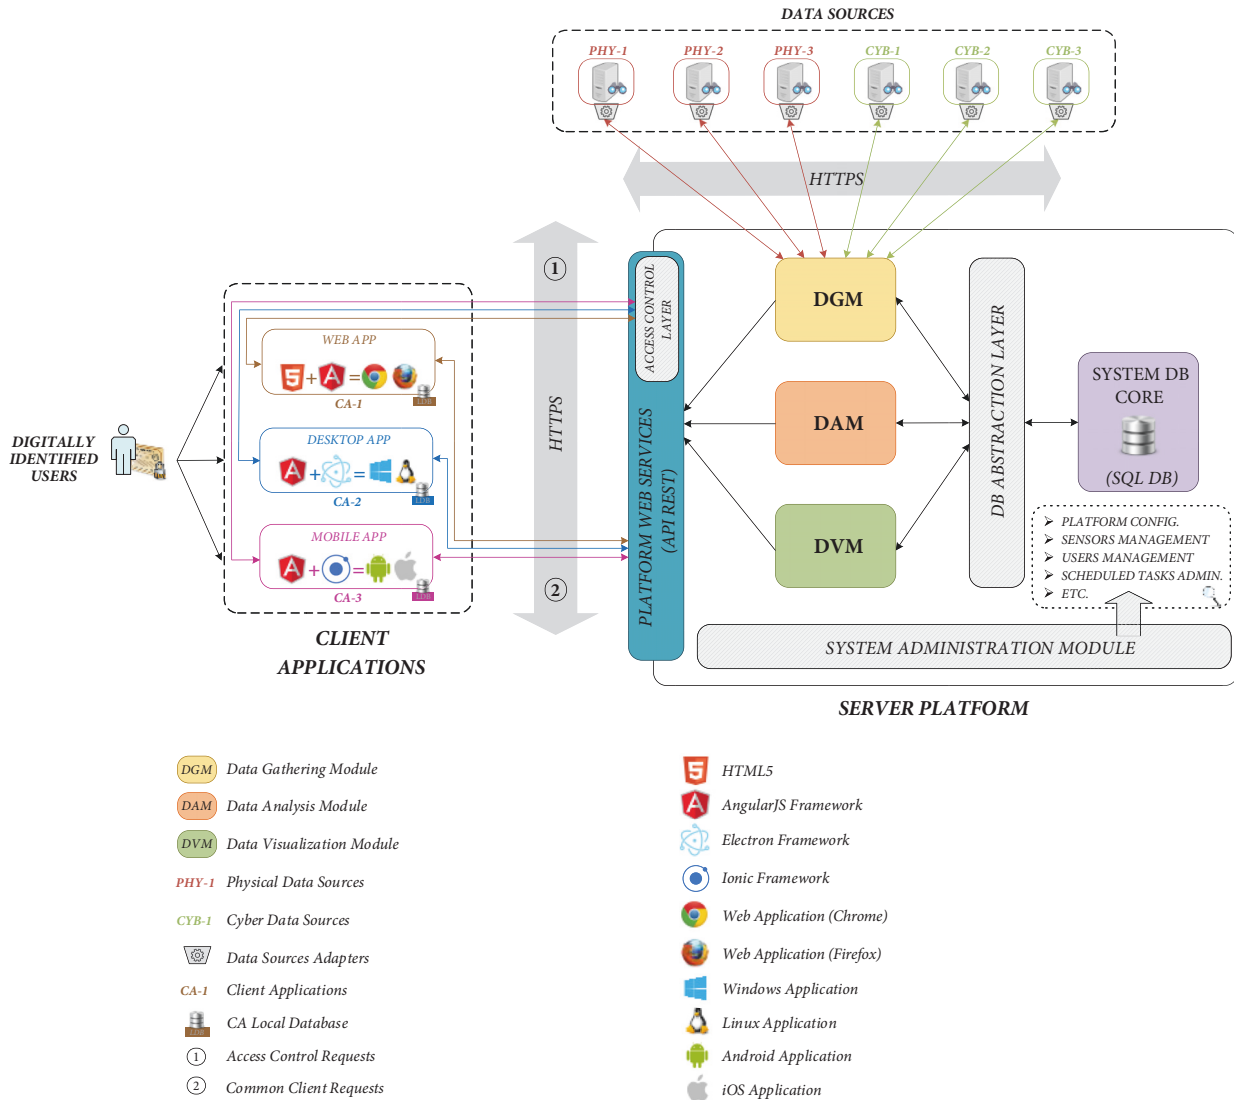 DATA SOURCES
PHY-1
PHY-2
PHY-3
CYB-1
CYB-2
CYB-3
HTTPS
1
HTTPS
2
DIGITALLY
IDENTIFIED
USERS
WEB APP
+
=
CA-1
LDB
DESKTOP APP
+
=
CA-2
LDB
MOBILE APP
+
=
CA-3
LDB
CLIENT
APPLICATIONS
ACCESS CONTROL
LAYER
PLATFORM WEB SERVICES
(API REST)
DGM
DAM
DVM
DB ABSTRACTION LAYER
SYSTEM DB
CORE
(SQL DB)
➢ PLATFORM CONFIG.
➢ SENSORS MANAGEMENT
➢ USERS MANAGEMENT
➢ SCHEDULED TASKS ADMIN.
➢ ETC.
SYSTEM ADMINISTRATION MODULE
SERVER PLATFORM
DGM Data Gathering Module
DAM Data Analysis Module
DVM Data Visualization Module
PHY-1 Physical Data Sources
CYB-1 Cyber Data Sources
Data Sources Adapters
CA-1 Client Applications
LDB CA Local Database
1 Access Control Requests
2 Common Client Requests
HTML5
AngularJS Framework
Electron Framework
Ionic Framework
Web Application (Chrome)
Web Application (Firefox)
Windows Application
Linux Application
Android Application
iOS Application